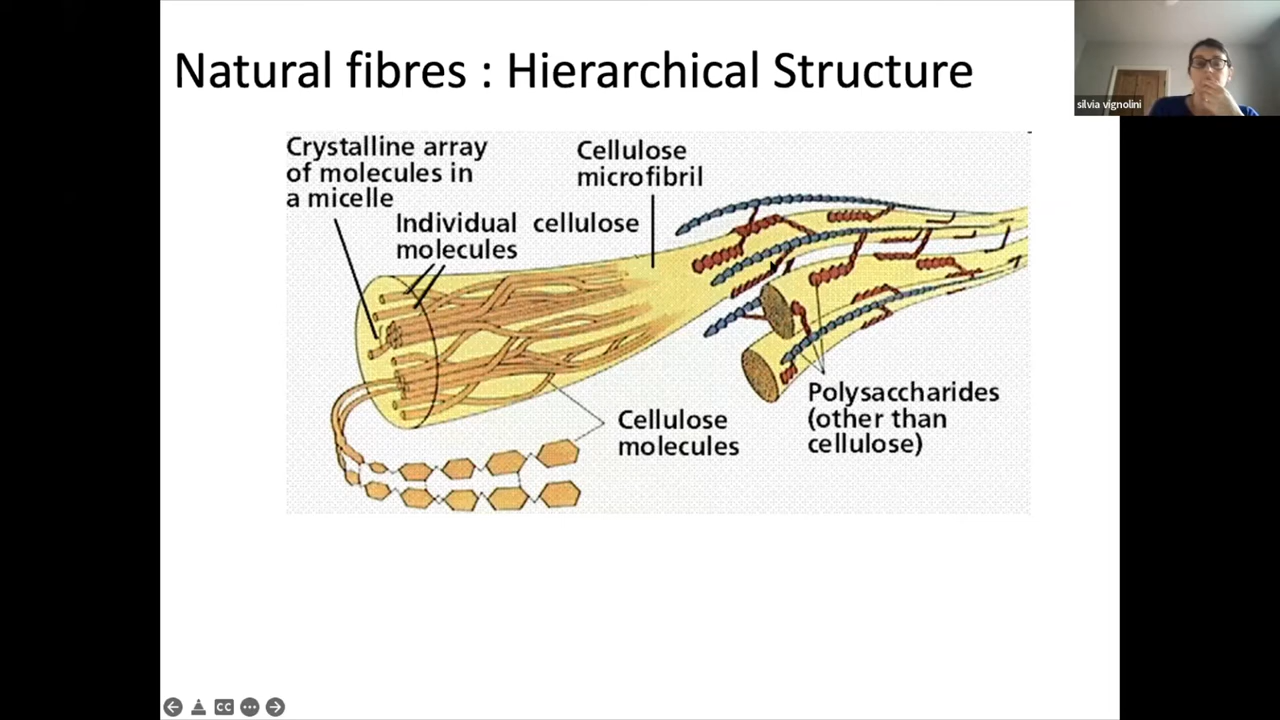 Natural fibres : Hierarchical Structure
silvia vignolini
Crystalline array
of molecules in
a micelle
Individual cellulose
molecules
Cellulose
microfibril
Cellulose
molecules
Polysaccharides
(other than
cellulose)
CC